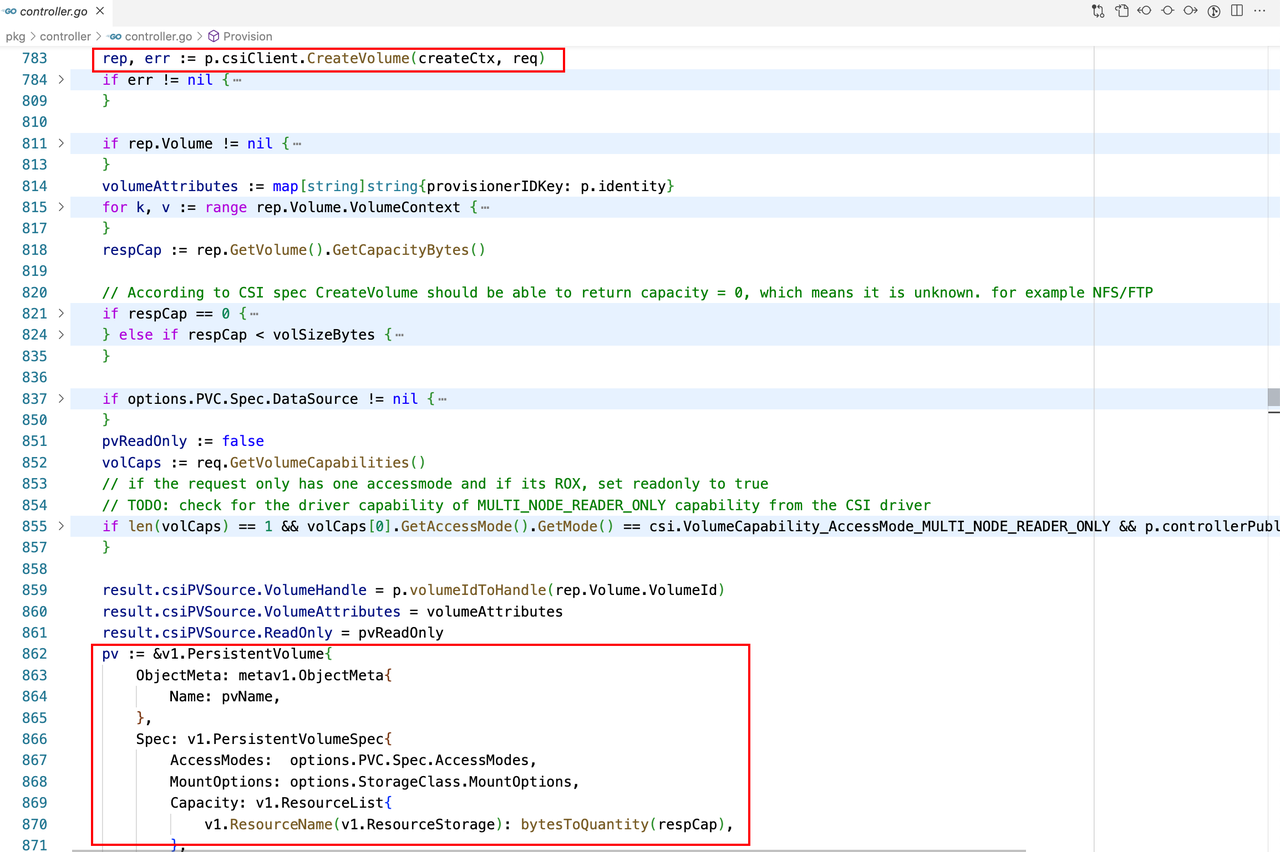 controller.go
pkg > controller > controller.go > Provision
783 rep, err := p.csiClient.CreateVolume(createCtx, req)
784 if err != nil {…
809 }
810
811 if rep.Volume != nil {…
813 }
814 volumeAttributes := map[string]string{provisionerIDKey: p.identity}
815 for k, v := range rep.Volume.VolumeContext {…
817 }
818 respCap := rep.GetVolume().GetCapacityBytes()
819
820 // According to CSI spec CreateVolume should be able to return capacity = 0, which means it is unknown. for example NFS/FTP
821 if respCap == 0 {…
824 } else if respCap < volSizeBytes {…
835 }
836
837 if options.PVC.Spec.DataSource != nil {…
850 }
851 pvReadOnly := false
852 volCaps := req.GetVolumeCapabilities()
853 // if the request only has one accessmode and if its ROX, set readonly to true
854 // TODO: check for the driver capability of MULTI_NODE_READER_ONLY capability from the CSI driver
855 if len(volCaps) == 1 && volCaps[0].GetAccessMode().GetMode() == csi.VolumeCapability_AccessMode_MULTI_NODE_READER_ONLY && p.controllerPubl
857 }
858
859 result.csiPVSource.VolumeHandle = p.volumeIdToHandle(rep.Volume.VolumeId)
860 result.csiPVSource.VolumeAttributes = volumeAttributes
861 result.csiPVSource.ReadOnly = pvReadOnly
862 pv := &v1.PersistentVolume{
863 ObjectMeta: metav1.ObjectMeta{
864 Name: pvName,
865 },
866 Spec: v1.PersistentVolumeSpec{
867 AccessModes: options.PVC.Spec.AccessModes,
868 MountOptions: options.StorageClass.MountOptions,
869 Capacity: v1.ResourceList{
870 v1.ResourceName(v1.ResourceStorage): bytesToQuantity(respCap),
871 },